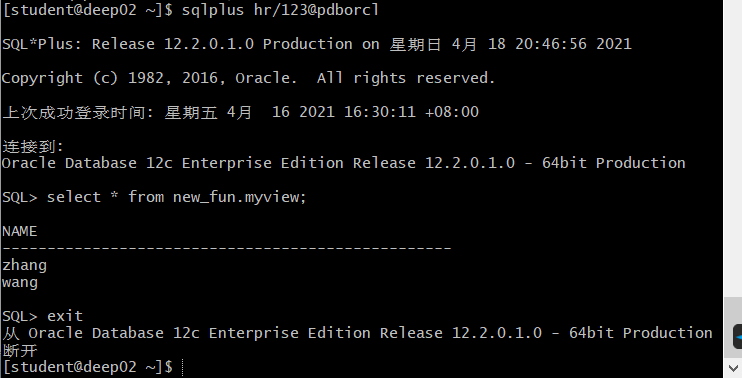 [student@deep02 ~]$ sqlplus hr/123@pdborcl
SQL*Plus: Release 12.2.0.1.0 Production on 星期日 4月 18 20:46:56 2021
Copyright (c) 1982, 2016, Oracle.  All rights reserved.
上次成功登录时间: 星期五 4月  16 2021 16:30:11 +08:00
连接到:
Oracle Database 12c Enterprise Edition Release 12.2.0.1.0 - 64bit Production
SQL> select * from new_fun.myview;
NAME
--------------------------------------------------
zhang
wang
SQL> exit
从 Oracle Database 12c Enterprise Edition Release 12.2.0.1.0 - 64bit Production
断开
[student@deep02 ~]$